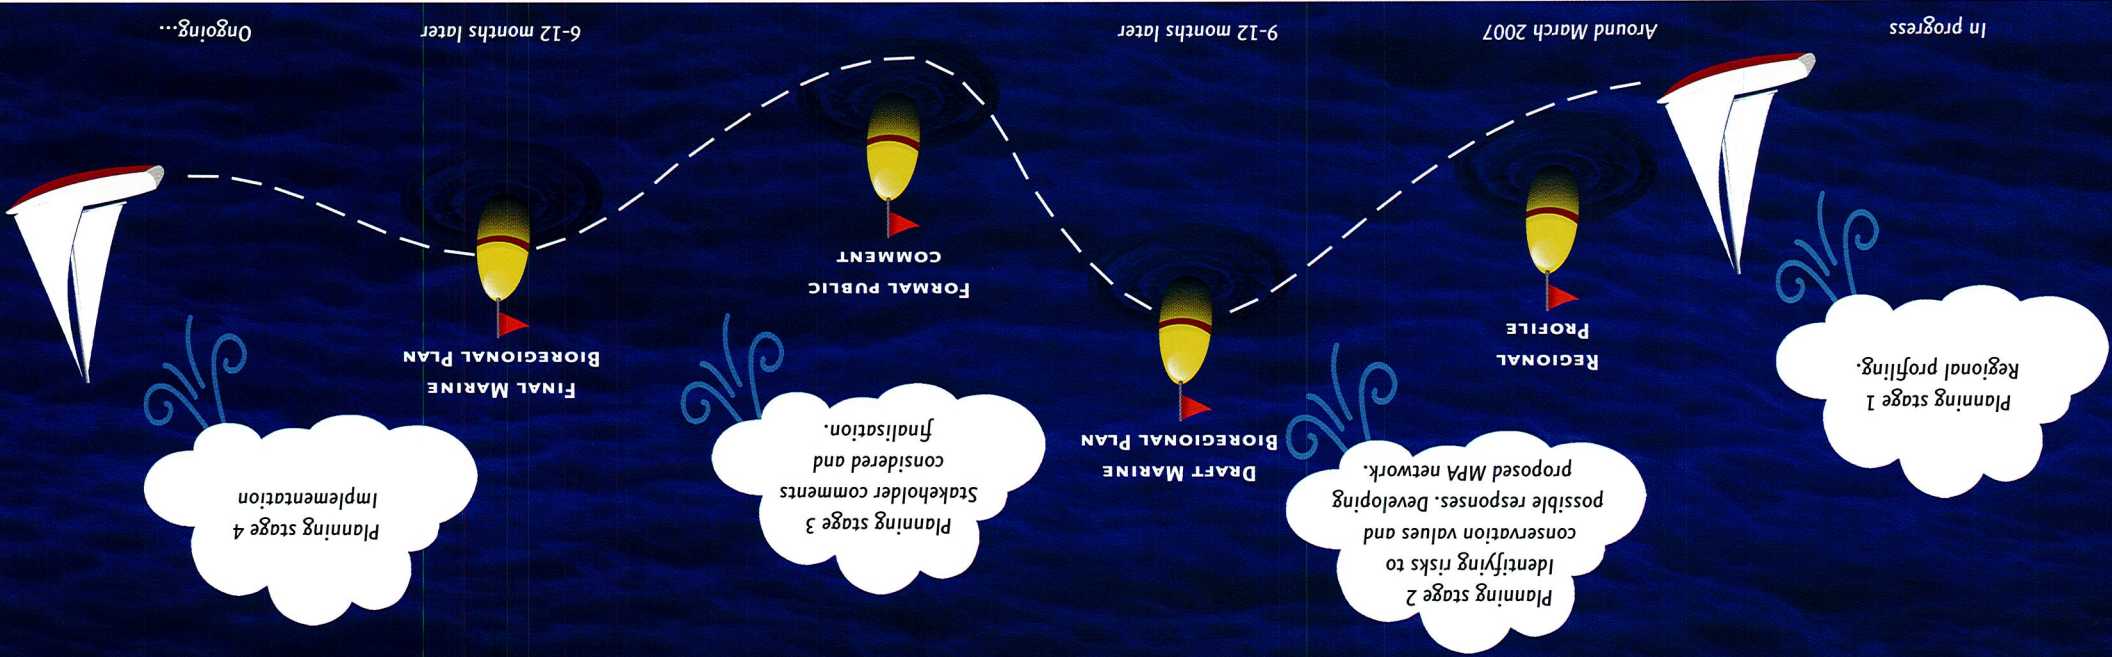 Planning stage 1
Regional profiling.
REGIONAL
PROFILE
Planning stage 2
Identifying risks to
conservation values and
possible responses. Developing
proposed MPA network.
DRAFT MARINE
BIOREGIONAL PLAN
FORMAL PUBLIC
COMMENT
Planning stage 3
Stakeholder comments
considered and
finalisation.
FINAL MARINE
BIOREGIONAL PLAN
Planning stage 4
Implementation
In progress
Around March 2007
9-12 months later
6-12 months later
Ongoing...